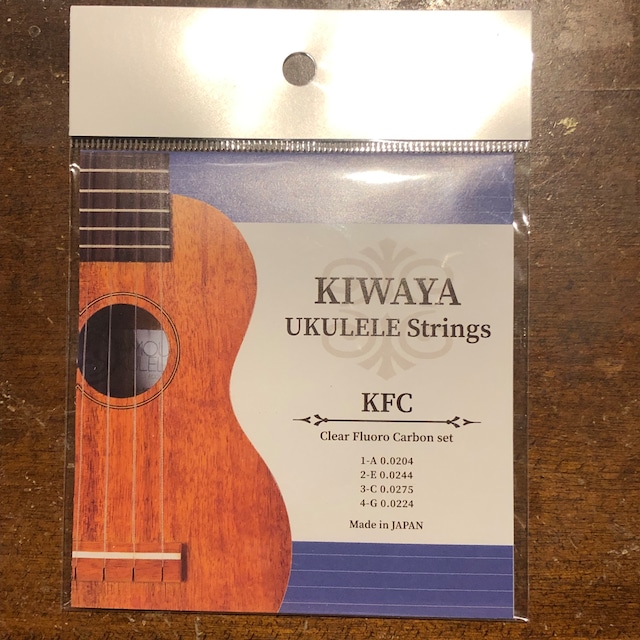 KIWAYA
UKULELE Strings
KFC
Clear Fluoro Carbon set
1-A 0.0204
2-E 0.0244
3-C 0.0275
4-G 0.0224
Made in JAPAN